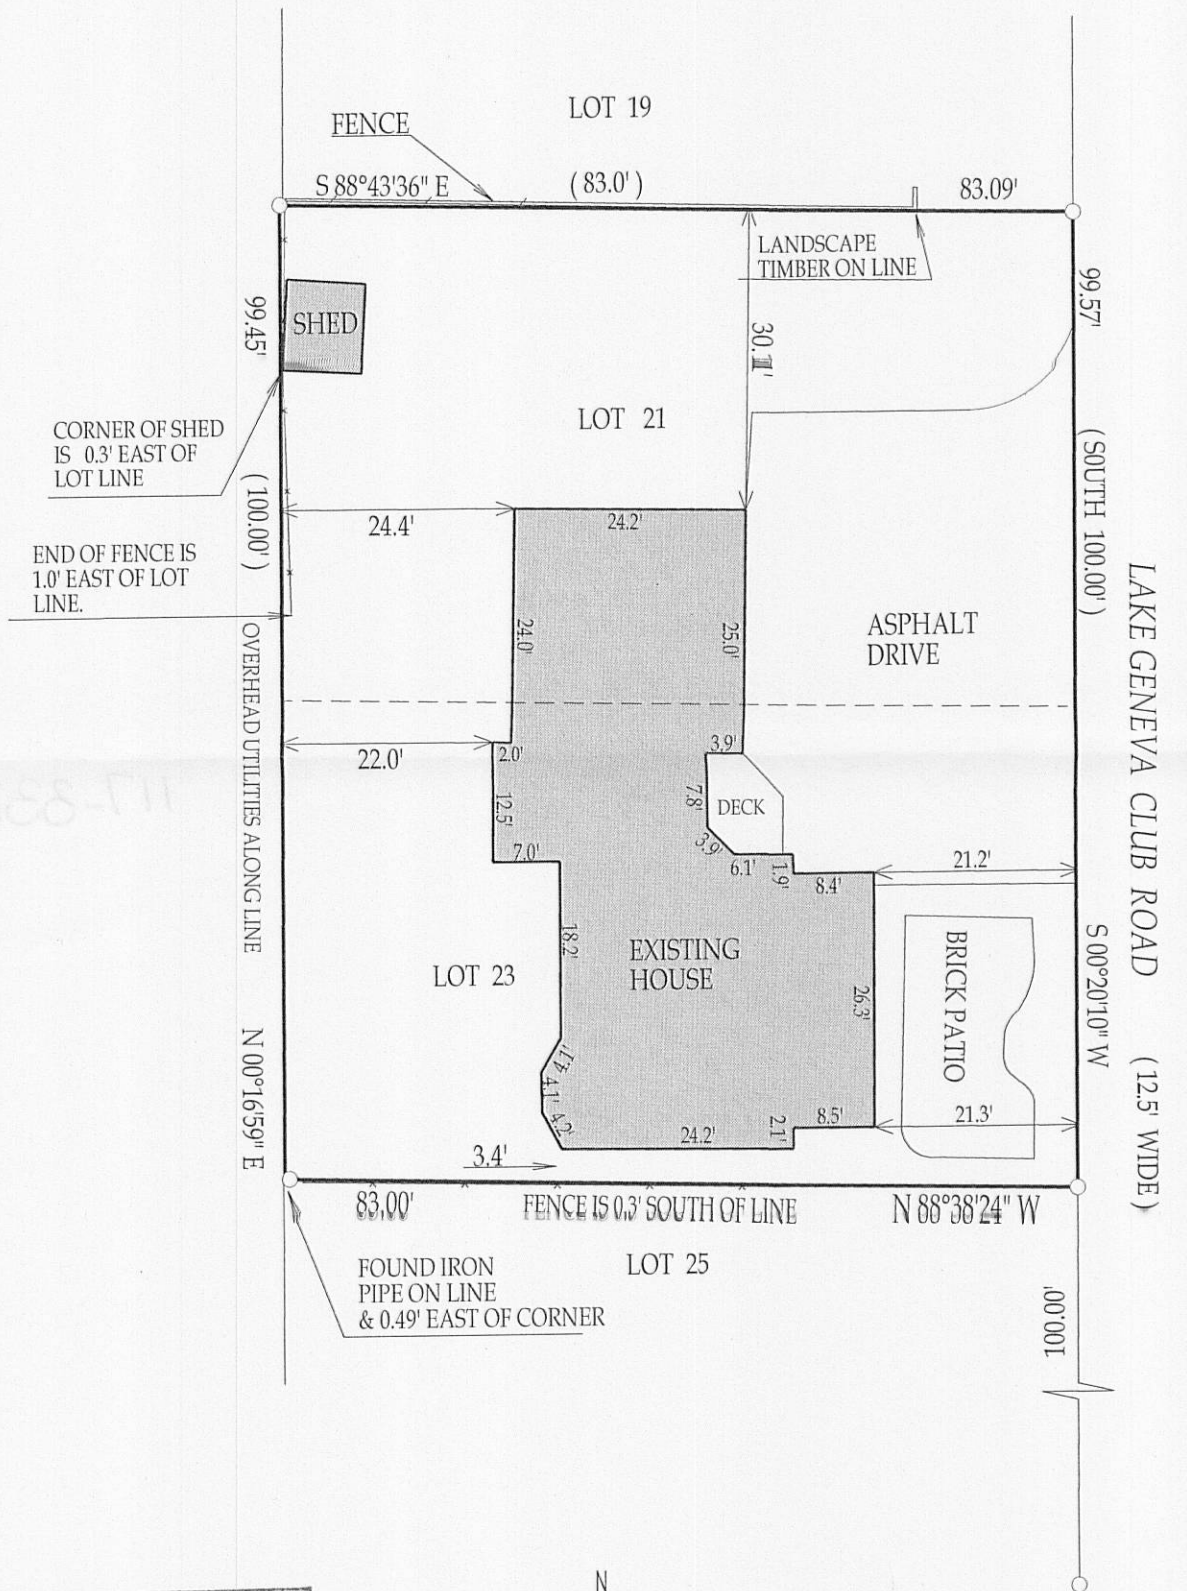 LOT 19
FENCE
S 88°43'36" E
( 83.0' )
83.09'
LANDSCAPE
TIMBER ON LINE
99.57'
SHED
99.45'
LOT 21
CORNER OF SHED
IS 0.3' EAST OF
LOT LINE
( 100.00' )
(SOUTH 100.00' )
24.4'
24.2'
END OF FENCE IS
1.0' EAST OF LOT
LINE.
24.0'
25.0'
ASPHALT
DRIVE
LAKE GENEVA CLUB ROAD
( 12.5' WIDE )
OVERHEAD UTILITIES ALONG LINE
22.0'
2.0'
3.9'
7.8'
DECK
12.5'
3.9'
7.0'
6.1'
1.9'
8.4'
21.2'
18.2'
EXISTING
HOUSE
LOT 23
26.3'
BRICK PATIO
S 00°20'10" W
N 00°16'59" E
4.1'
4.1'
4.2'
24.2'
2.1'
8.5'
21.3'
3.4'
83.00'
FENCE IS 0.3' SOUTH OF LINE
N 88°38'24" W
LOT 25
FOUND IRON
PIPE ON LINE
& 0.49' EAST OF CORNER
100.00'
N